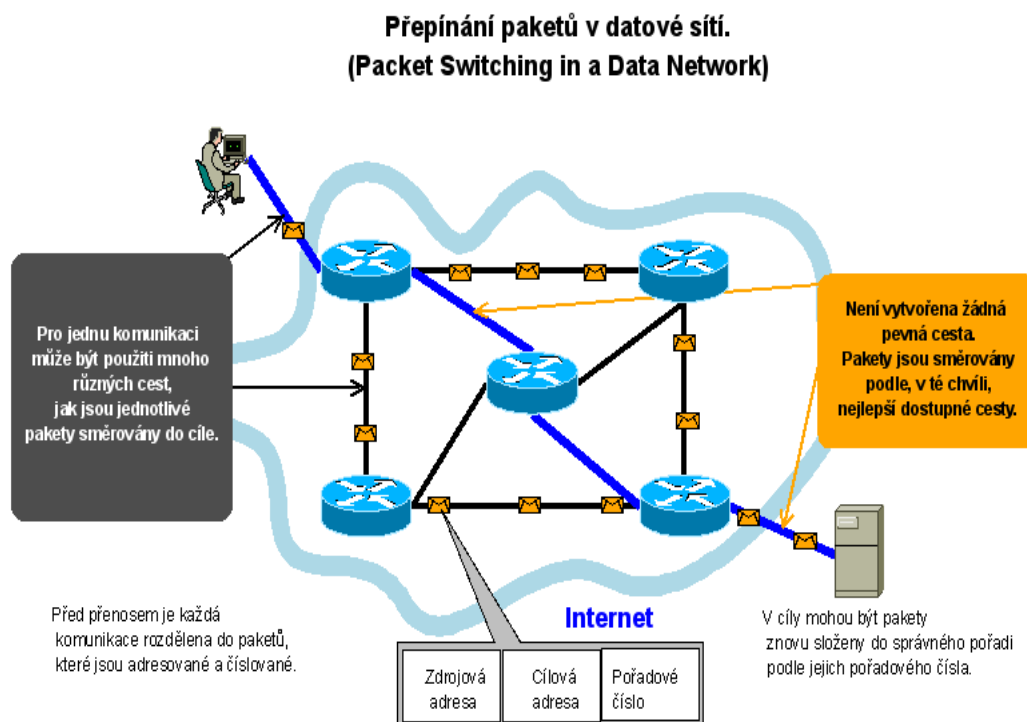 Přepínání paketů v datové sítí.
(Packet Switching in a Data Network)
Pro jednu komunikaci
může být použiti mnoho
různých cest,
jak jsou jednotlivé
pakety směrovány do cíle.
Není vytvořena žádná
pevná cesta.
Pakety jsou směrovány
podle, v té chvíli,
nejlepší dostupné cesty.
Před přenosem je každá
komunikace rozdělena do paketů,
které jsou adresované a číslované.
Internet
Zdrojová
adresa
Cílová
adresa
Pořadové
číslo
V cíly mohou být pakety
znovu složeny do správného pořadi
podle jejich pořadového čísla.